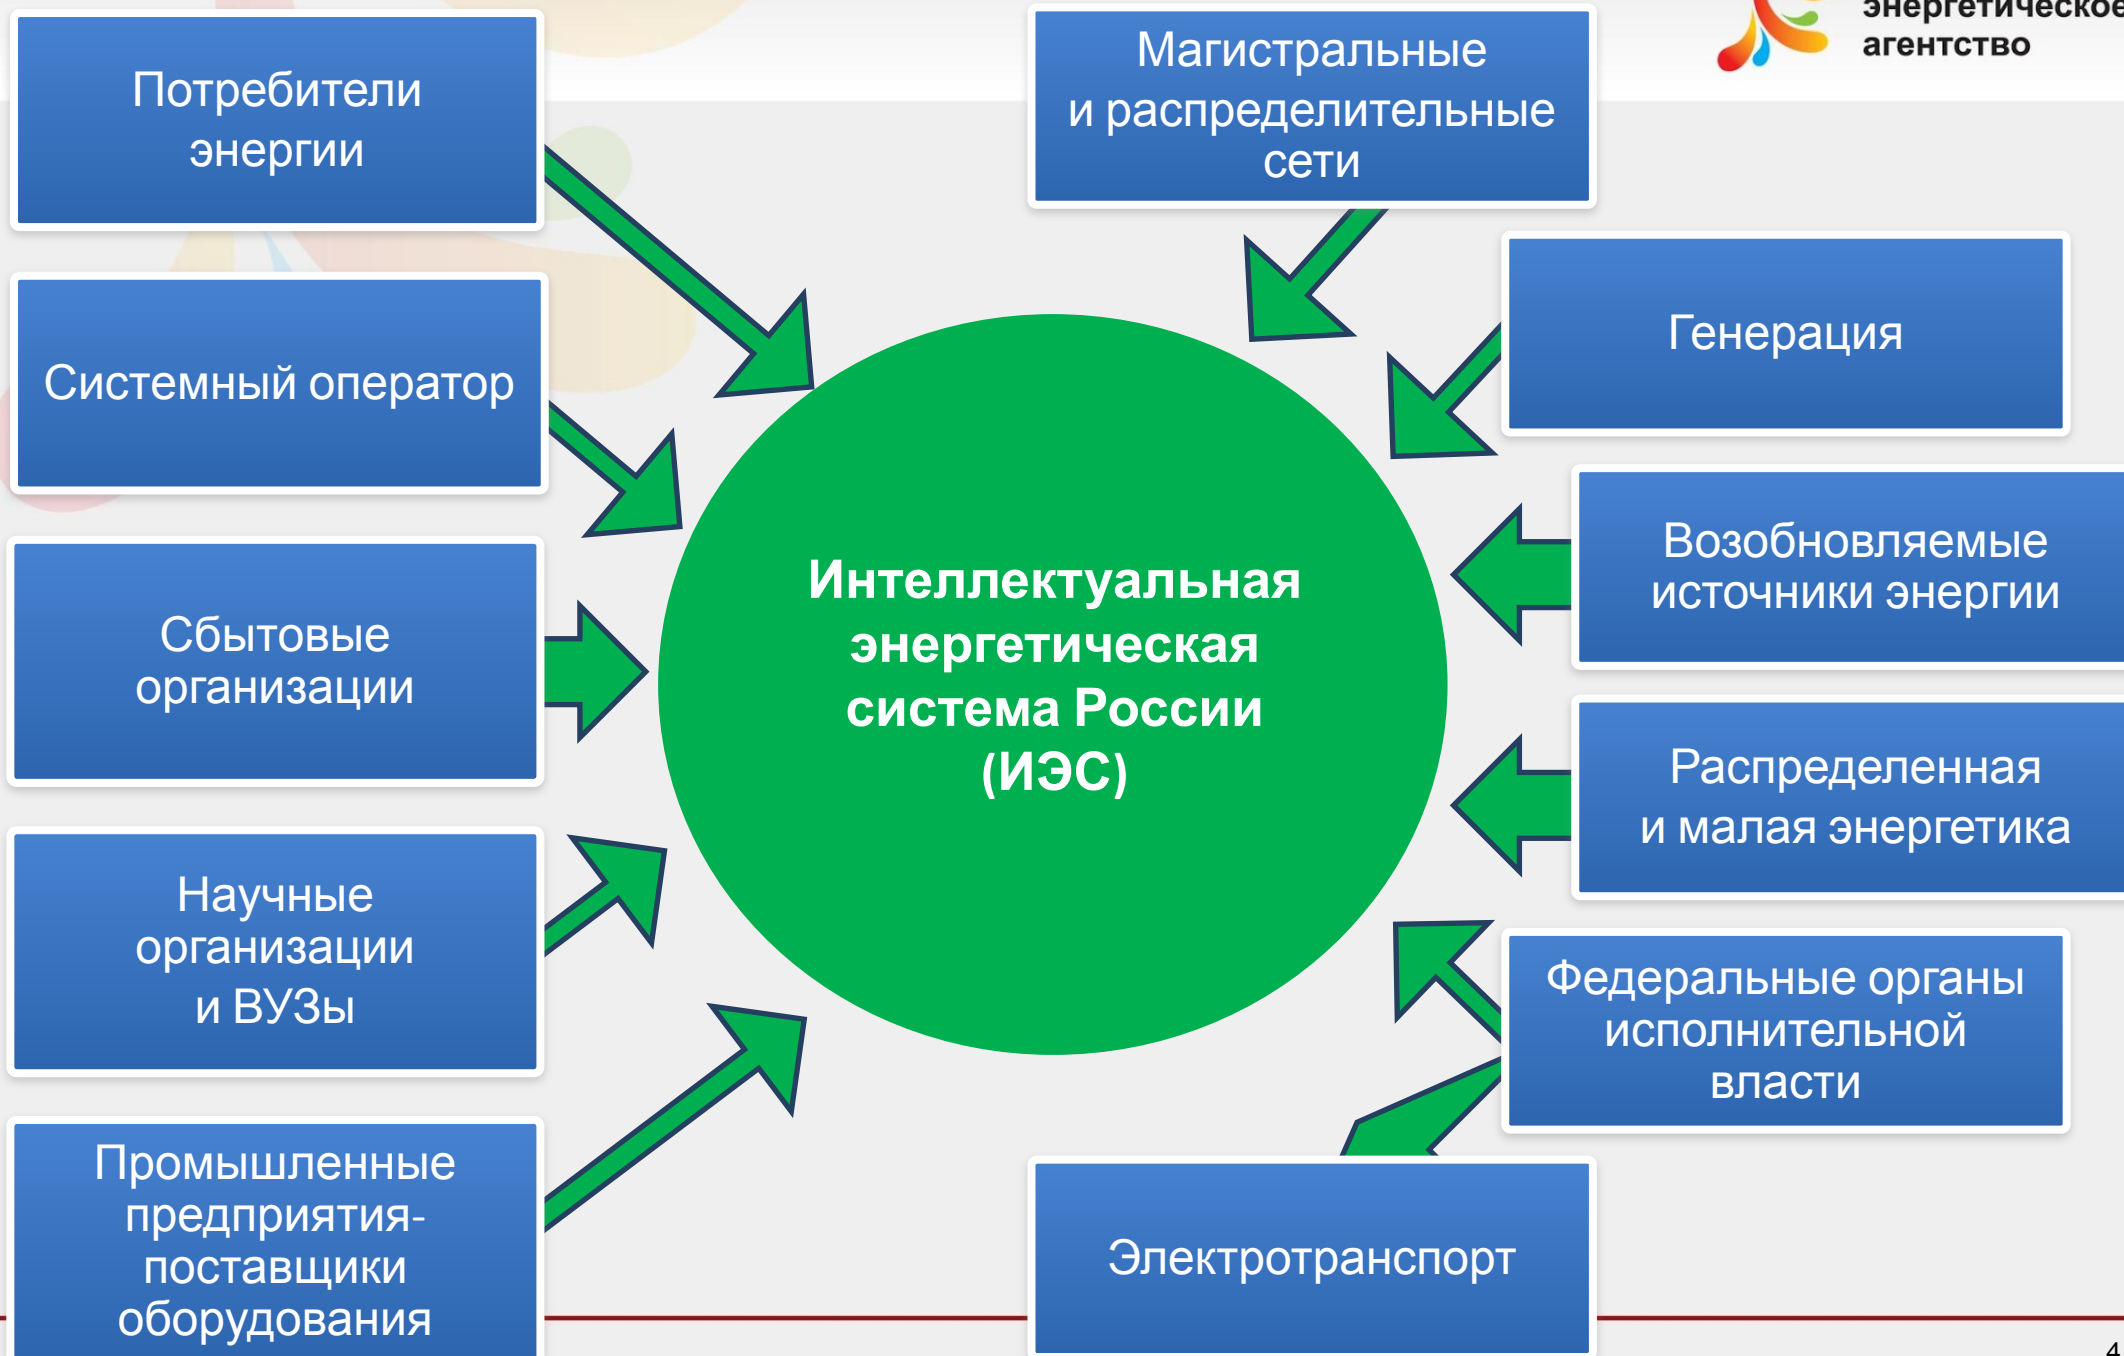 энергетическое
агентство
Потребители
энергии
Магистральные
и распределительные
сети
Системный оператор
Генерация
Сбытовые
организации
Интеллектуальная
энергетическая
система России
(ИЭС)
Возобновляемые
источники энергии
Распределенная
и малая энергетика
Научные
организации
и ВУЗы
Федеральные органы
исполнительной
власти
Промышленные
предприятия-
поставщики
оборудования
Электротранспорт
4